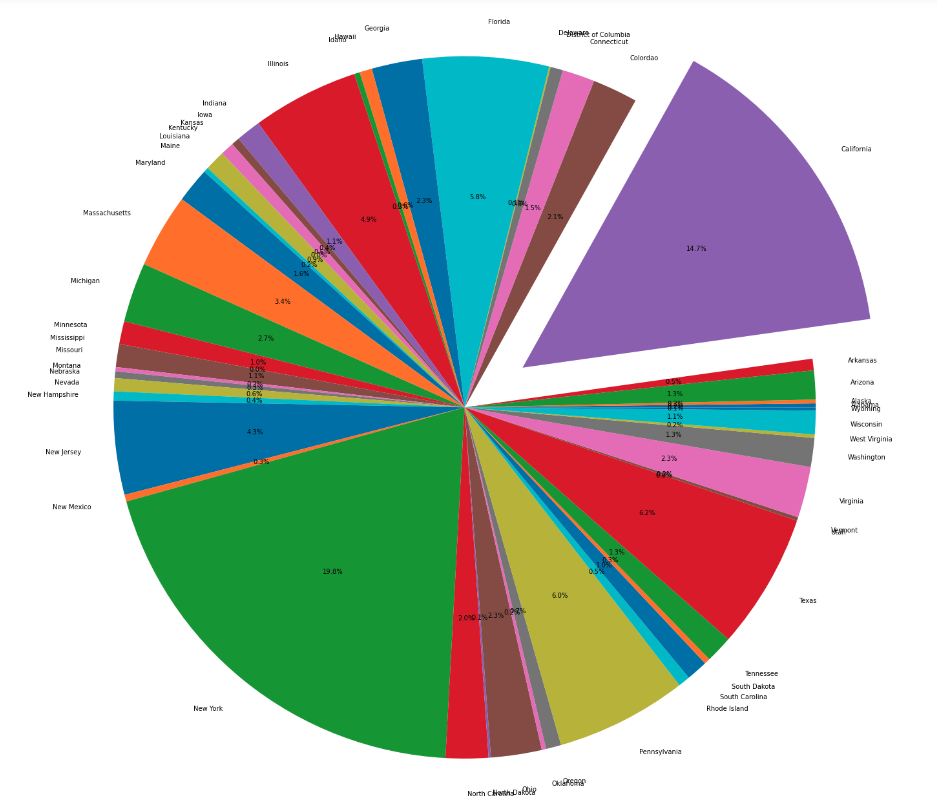 Florida
Georgia
Hawaii
Idaho
Delaware
District of Columbia
Connecticut
Colordao
Illinois
Indiana
Iowa
Kansas
Kentucky
Louisiana
Maine
Maryland
California
Massachusetts
Michigan
Minnesota
Mississippi
Missouri
Montana
Nebraska
Nevada
New Hampshire
New Jersey
New Mexico
New York
Arkansas
Arizona
Alaska
Wyoming
Wisconsin
West Virginia
Washington
Virginia
Vermont
Utah
Texas
Tennessee
South Dakota
South Carolina
Rhode Island
Pennsylvania
Oregon
Oklahoma
Ohio
North Dakota
North Carolina
5.8%
2.3%
4.9%
1.5%
2.1%
14.7%
1.1%
0.4%
1.6%
3.4%
2.7%
1.0%
0.0%
1.1%
0.6%
0.4%
4.3%
0.3%
19.8%
0.5%
1.3%
1.1%
0.2%
1.3%
2.3%
6.2%
1.3%
0.5%
6.0%
2.3%
2.0%